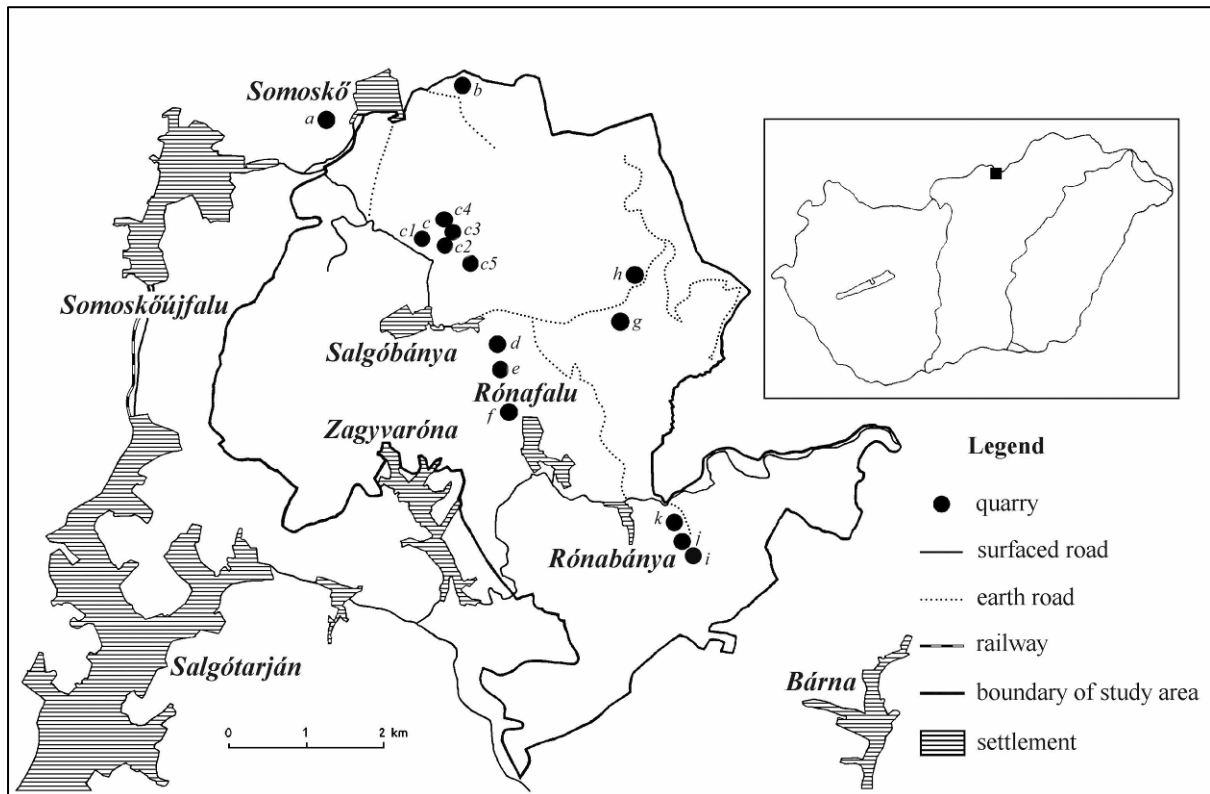 Somoskő
b
a
c4
c1 c c3
c2
c5
h
Somoskőújfalu
g
Salgóbánya
d
e
Rónafalu
f
Zagyvaróna
Legend
quarry
k
j
Rónabánya
i
surfaced road
earth road
railway
Salgótarján
Bárna
boundary of study area
0 1 2 km
settlement